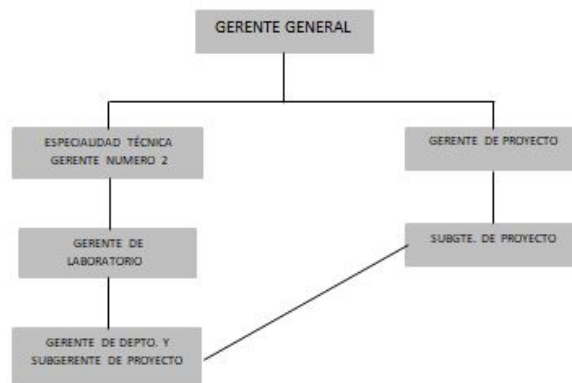 GERENTE GENERAL
ESPECIALIDAD TÉCNICA
GERENTE NUMERO 2
GERENTE DE PROYECTO
GERENTE DE
LABORATORIO
SUBGTE. DE PROYECTO
GERENTE DE DEPTO. Y
SUBGERENTE DE PROYECTO